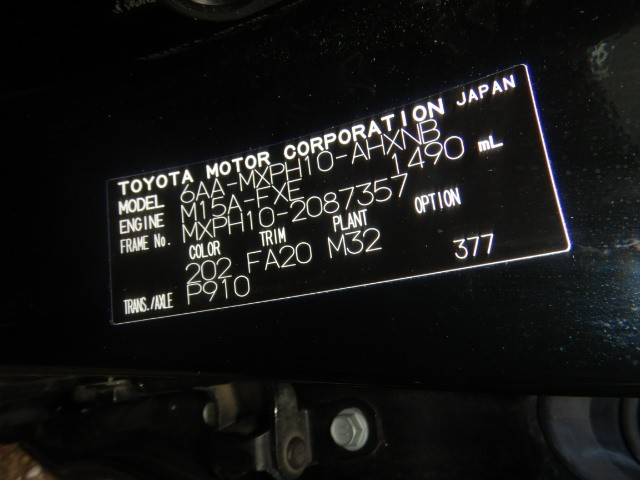 TOYOTA MOTOR CORPORATION JAPAN
MODEL 6AA-MXPH10-AHXNB
ENGINE M15A-FXE 1490 mL
FRAME No. MXPH10-2087357
COLOR TRIM PLANT OPTION
202 FA20 M32 377
TRANS./AXLE P910